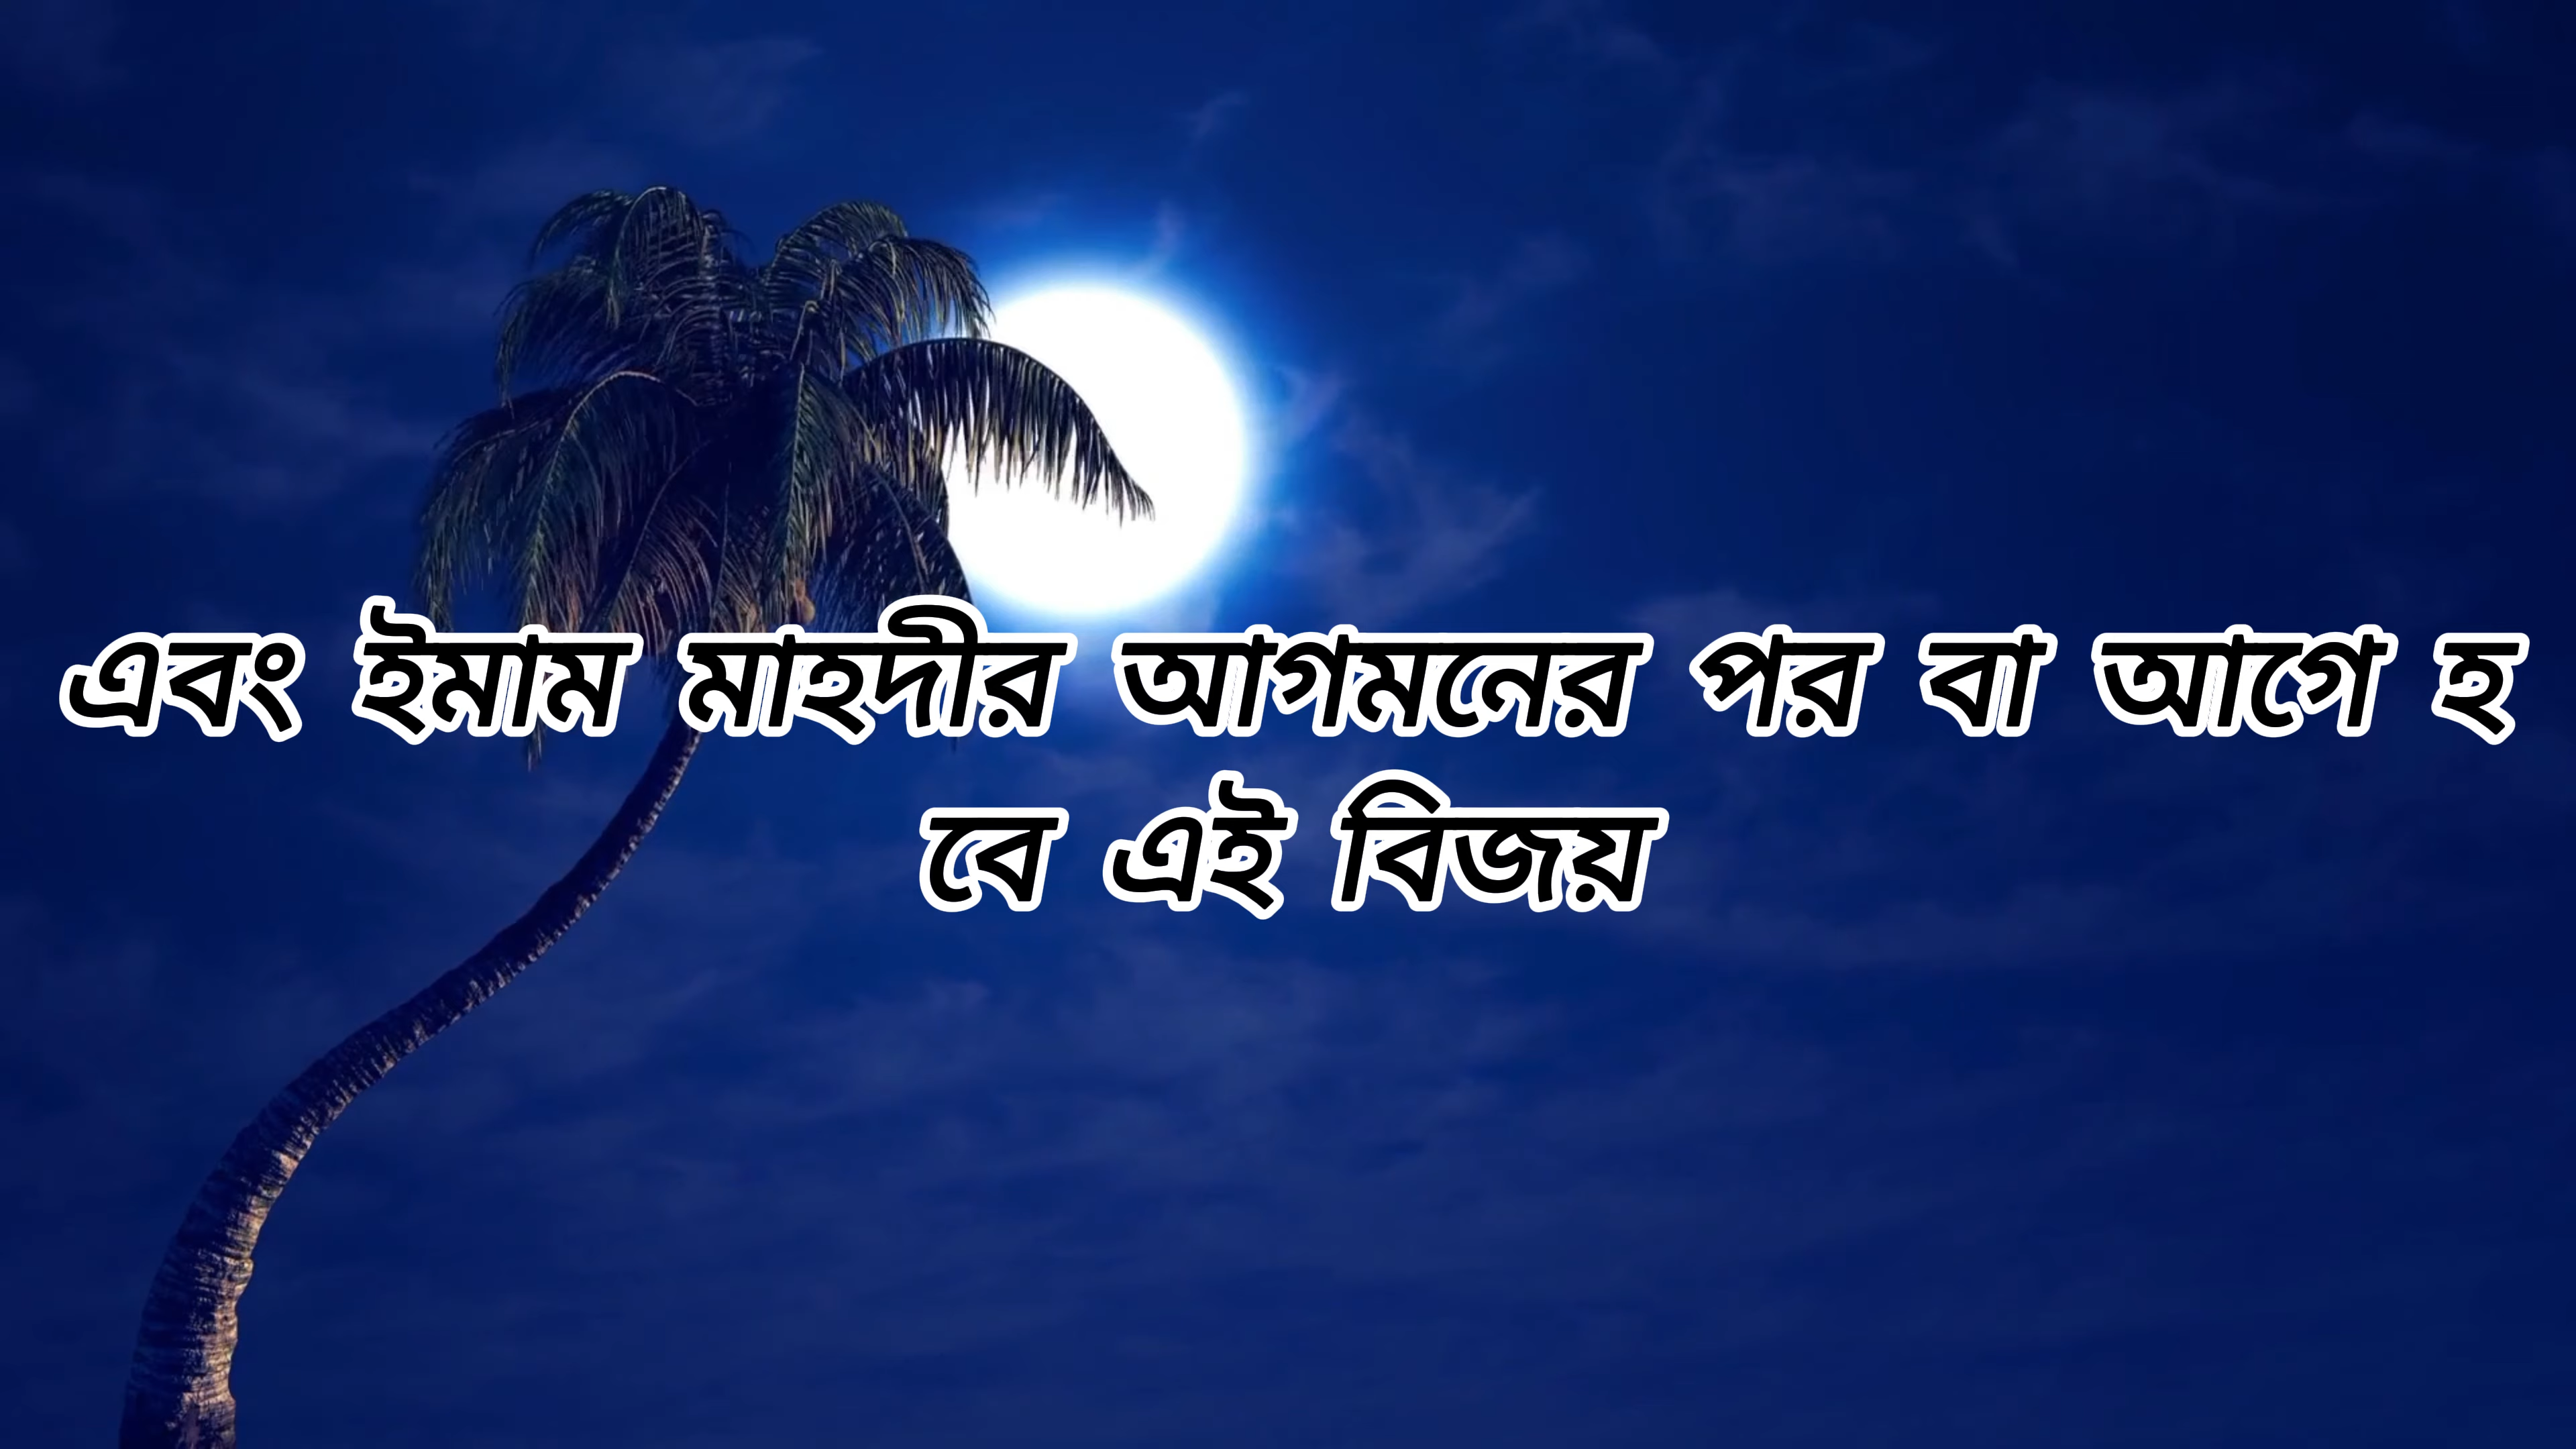 এবং ইমাম মাহদীর আগমনের পর বা আগে হ
বে এই বিজয়